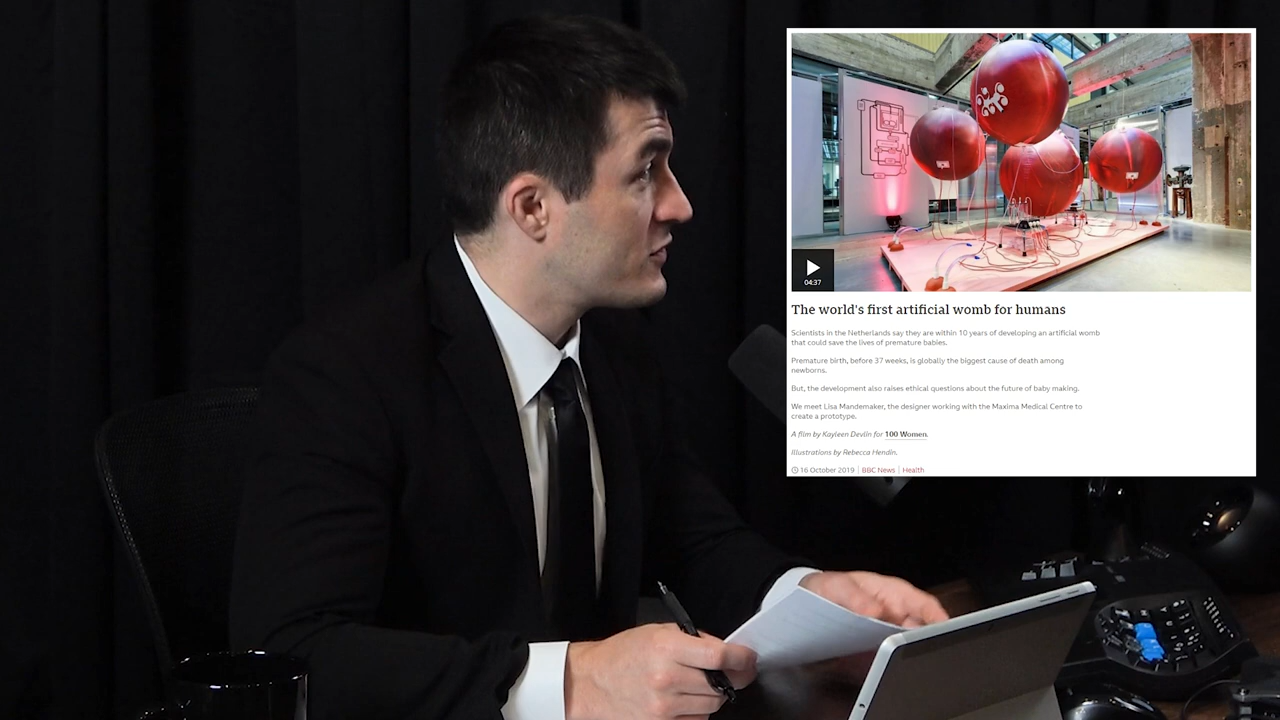 04:37
The world's first artificial womb for humans
Scientists in the Netherlands say they are within 10 years of developing an artificial womb
that could save the lives of premature babies.
Premature birth, before 37 weeks, is globally the biggest cause of death among
newborns.
But, the development also raises ethical questions about the future of baby making.
We meet Lisa Mandemaker, the designer working with the Maxima Medical Centre to
create a prototype.
A film by Kayleen Devlin for 100 Women.
Illustrations by Rebecca Hendin.
16 October 2019 | BBC News | Health